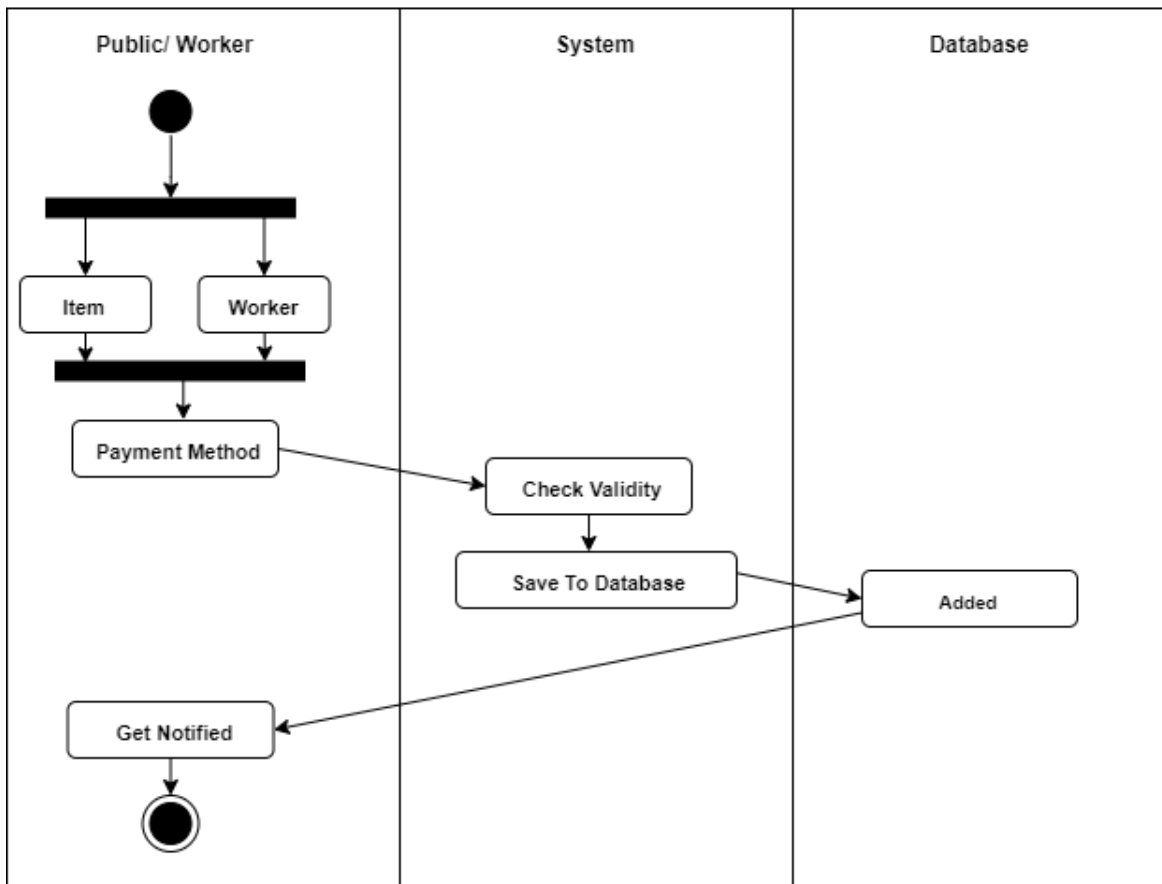 Public/ Worker
System
Database
Item
Worker
Payment Method
Check Validity
Save To Database
Added
Get Notified